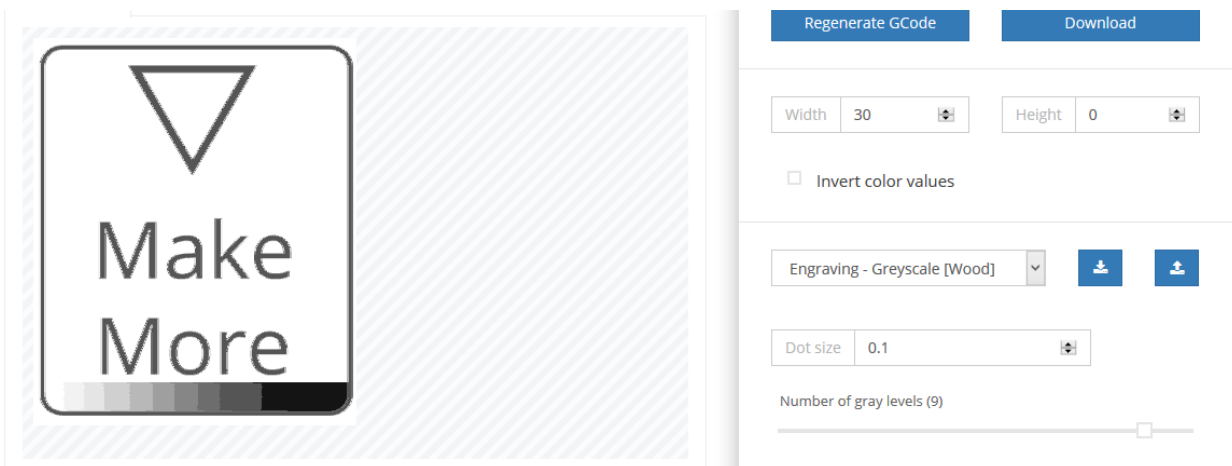 Make
More
Regenerate GCode
Download
Width 30
Height 0
Invert color values
Engraving - Greyscale [Wood]
Dot size 0.1
Number of gray levels (9)